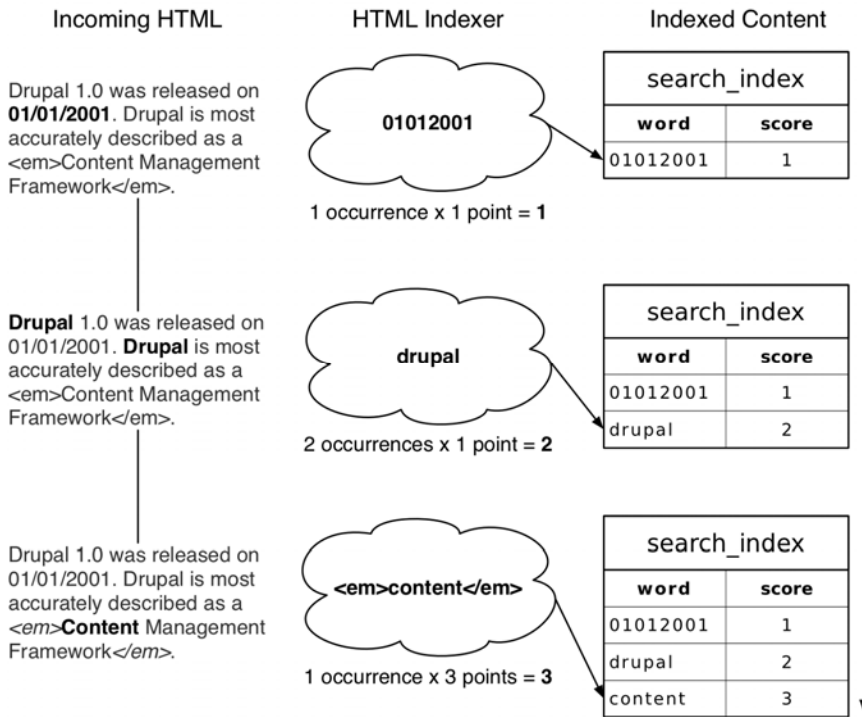 Incoming HTML
HTML Indexer
Indexed Content
Drupal 1.0 was released on
01/01/2001. Drupal is most
accurately described as a
<em>Content Management
Framework</em>.
01012001
1 occurrence x 1 point = 1
search_index
word score
01012001 1
Drupal 1.0 was released on
01/01/2001. Drupal is most
accurately described as a
<em>Content Management
Framework</em>.
drupal
2 occurrences x 1 point = 2
search_index
word score
01012001 1
drupal 2
Drupal 1.0 was released on
01/01/2001. Drupal is most
accurately described as a
<em>Content Management
Framework</em>.
<em>content</em>
1 occurrence x 3 points = 3
search_index
word score
01012001 1
drupal 2
content 3